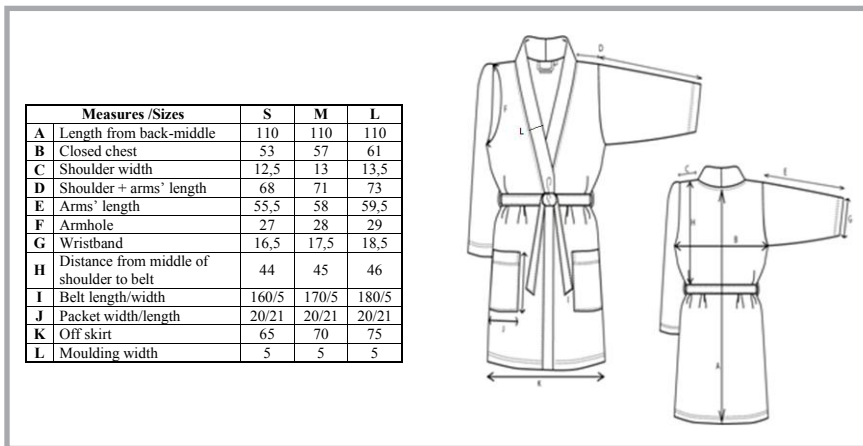 Measures /Sizes S M L
A Length from back-middle 110 110 110
B Closed chest 53 57 61
C Shoulder width 12,5 13 13,5
D Shoulder + arms’ length 68 71 73
E Arms’ length 55,5 58 59,5
F Armhole 27 28 29
G Wristband 16,5 17,5 18,5
H Distance from middle of
shoulder to belt 44 45 46
I Belt length/width 160/5 170/5 180/5
J Packet width/length 20/21 20/21 20/21
K Off skirt 65 70 75
L Moulding width 5 5 5
D
F
L
I
J
K
C
E
G
H
B
A